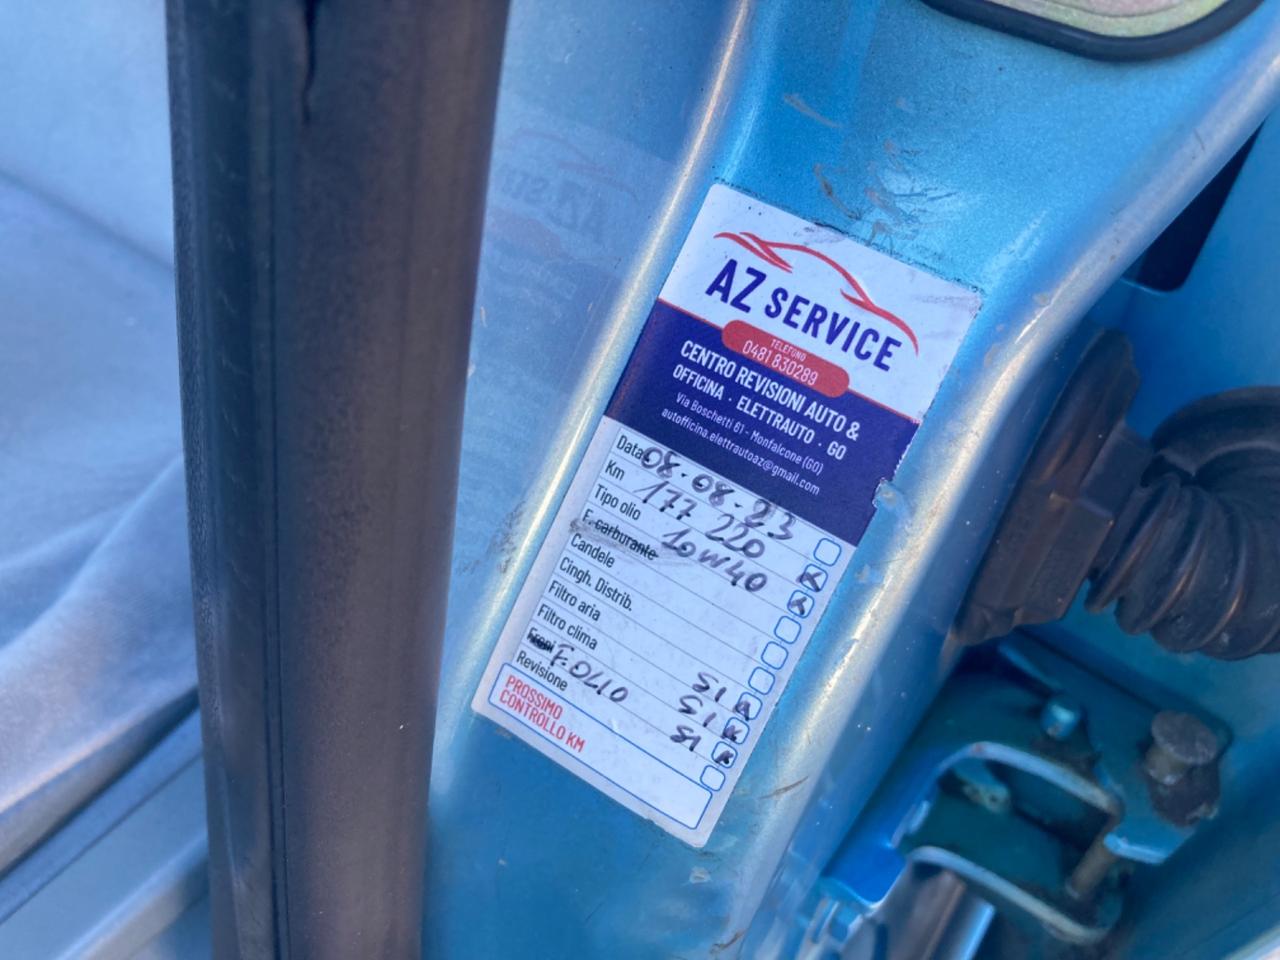 AZ SERVICE
TELEFONO
0481 830289
CENTRO REVISIONI AUTO &
OFFICINA · ELETTRAUTO · GO
Via Boschetti 61 - Monfalcone (GO)
autofficina.elettrautoaz@gmail.com
Data 08.08.23
Km 177 220
Tipo olio 10W40
F. carburante
Candele
Cingh. Distrib.
Filtro aria SI
Filtro clima SI
Freni F. OLIO SI
Revisione
PROSSIMO
CONTROLLO KM